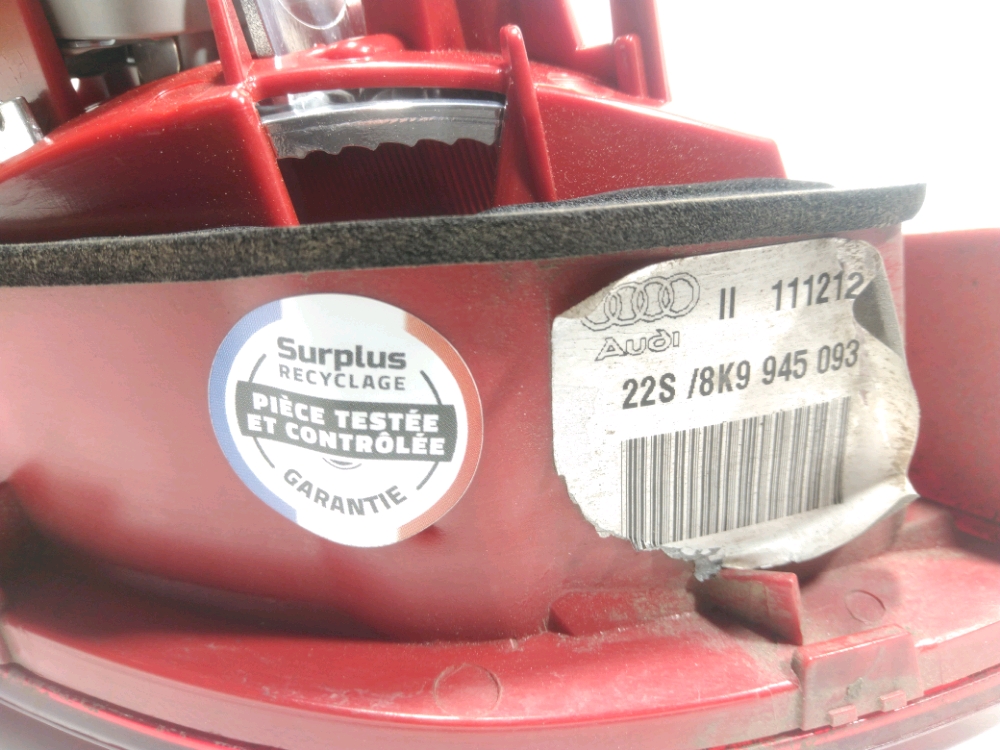 Surplus
RECYCLAGE
PIÈCE TESTÉE
ET CONTRÔLÉE
GARANTIE
Audi
II 111212
22S /8K9 945 093